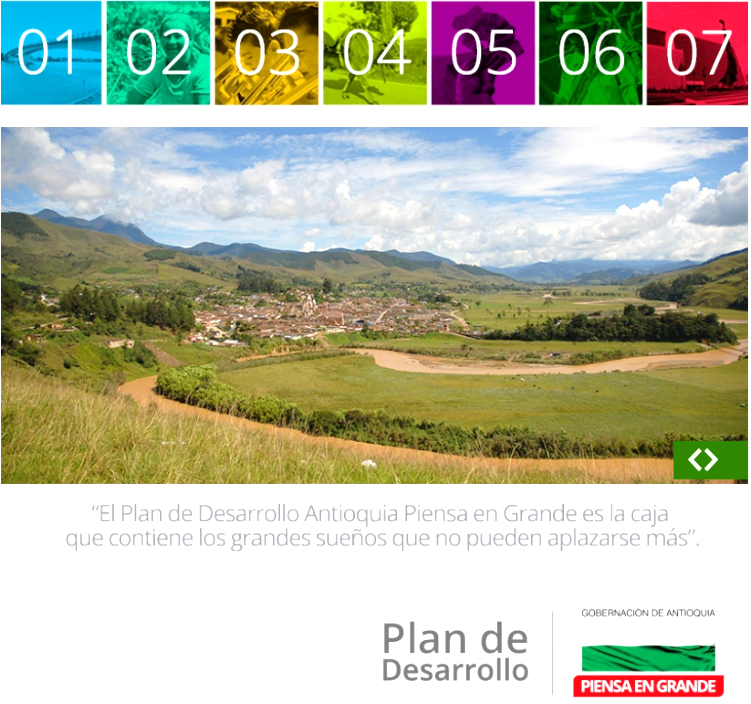 01 02 03 04 05 06 07
“El Plan de Desarrollo Antioquia Piensa en Grande es la caja
que contiene los grandes sueños que no pueden aplazarse más”.
Plan de
Desarrollo
GOBERNACIÓN DE ANTIOQUIA
PIENSA EN GRANDE